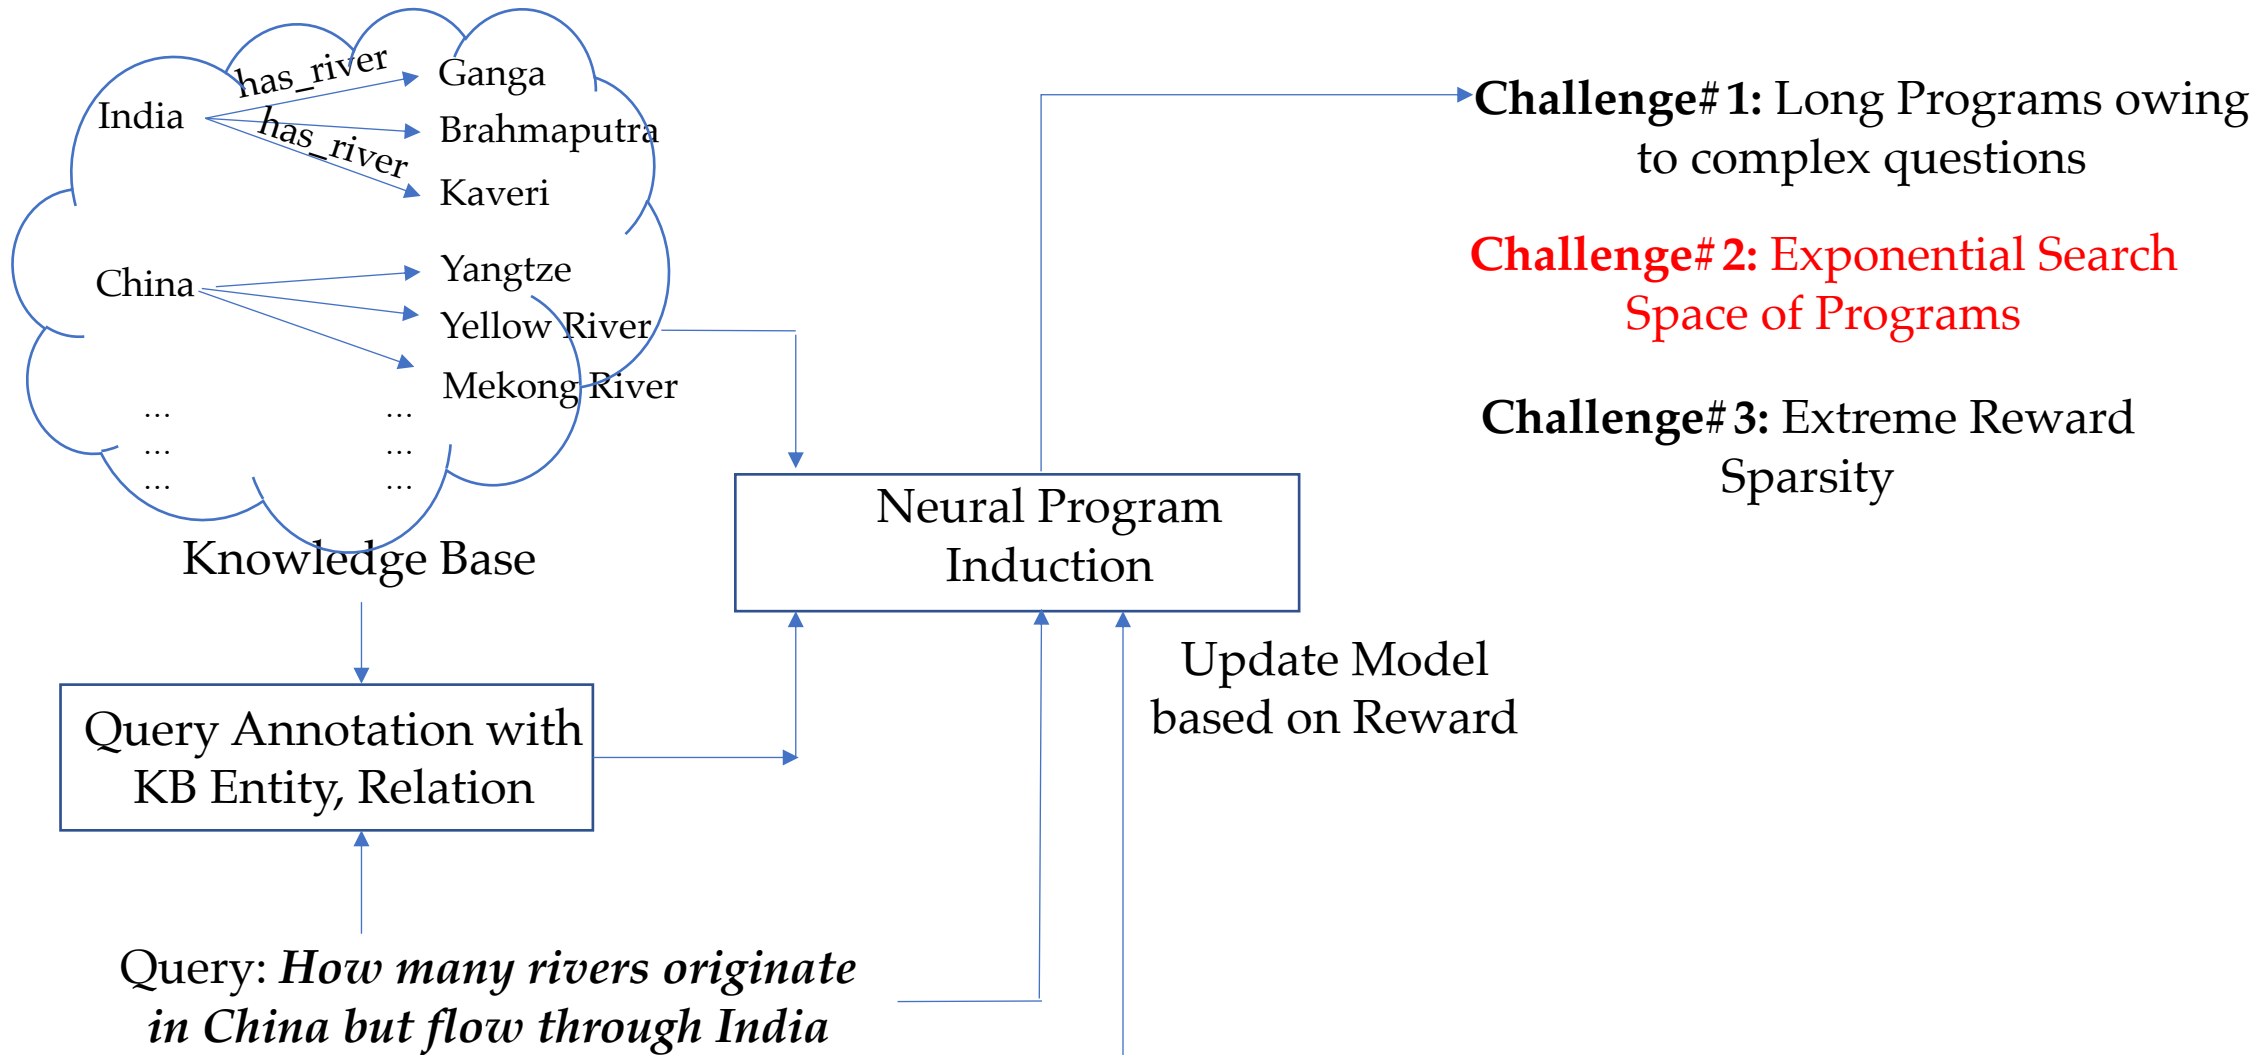 has_river
Ganga
India
has_river
Brahmaputra
Kaveri
China
Yangtze
Yellow River
Mekong River
... ...
... ...
... ...
Knowledge Base
Challenge#1: Long Programs owing
to complex questions
Challenge#2: Exponential Search
Space of Programs
Challenge#3: Extreme Reward
Sparsity
Neural Program
Induction
Update Model
based on Reward
Query Annotation with
KB Entity, Relation
Query: How many rivers originate
in China but flow through India